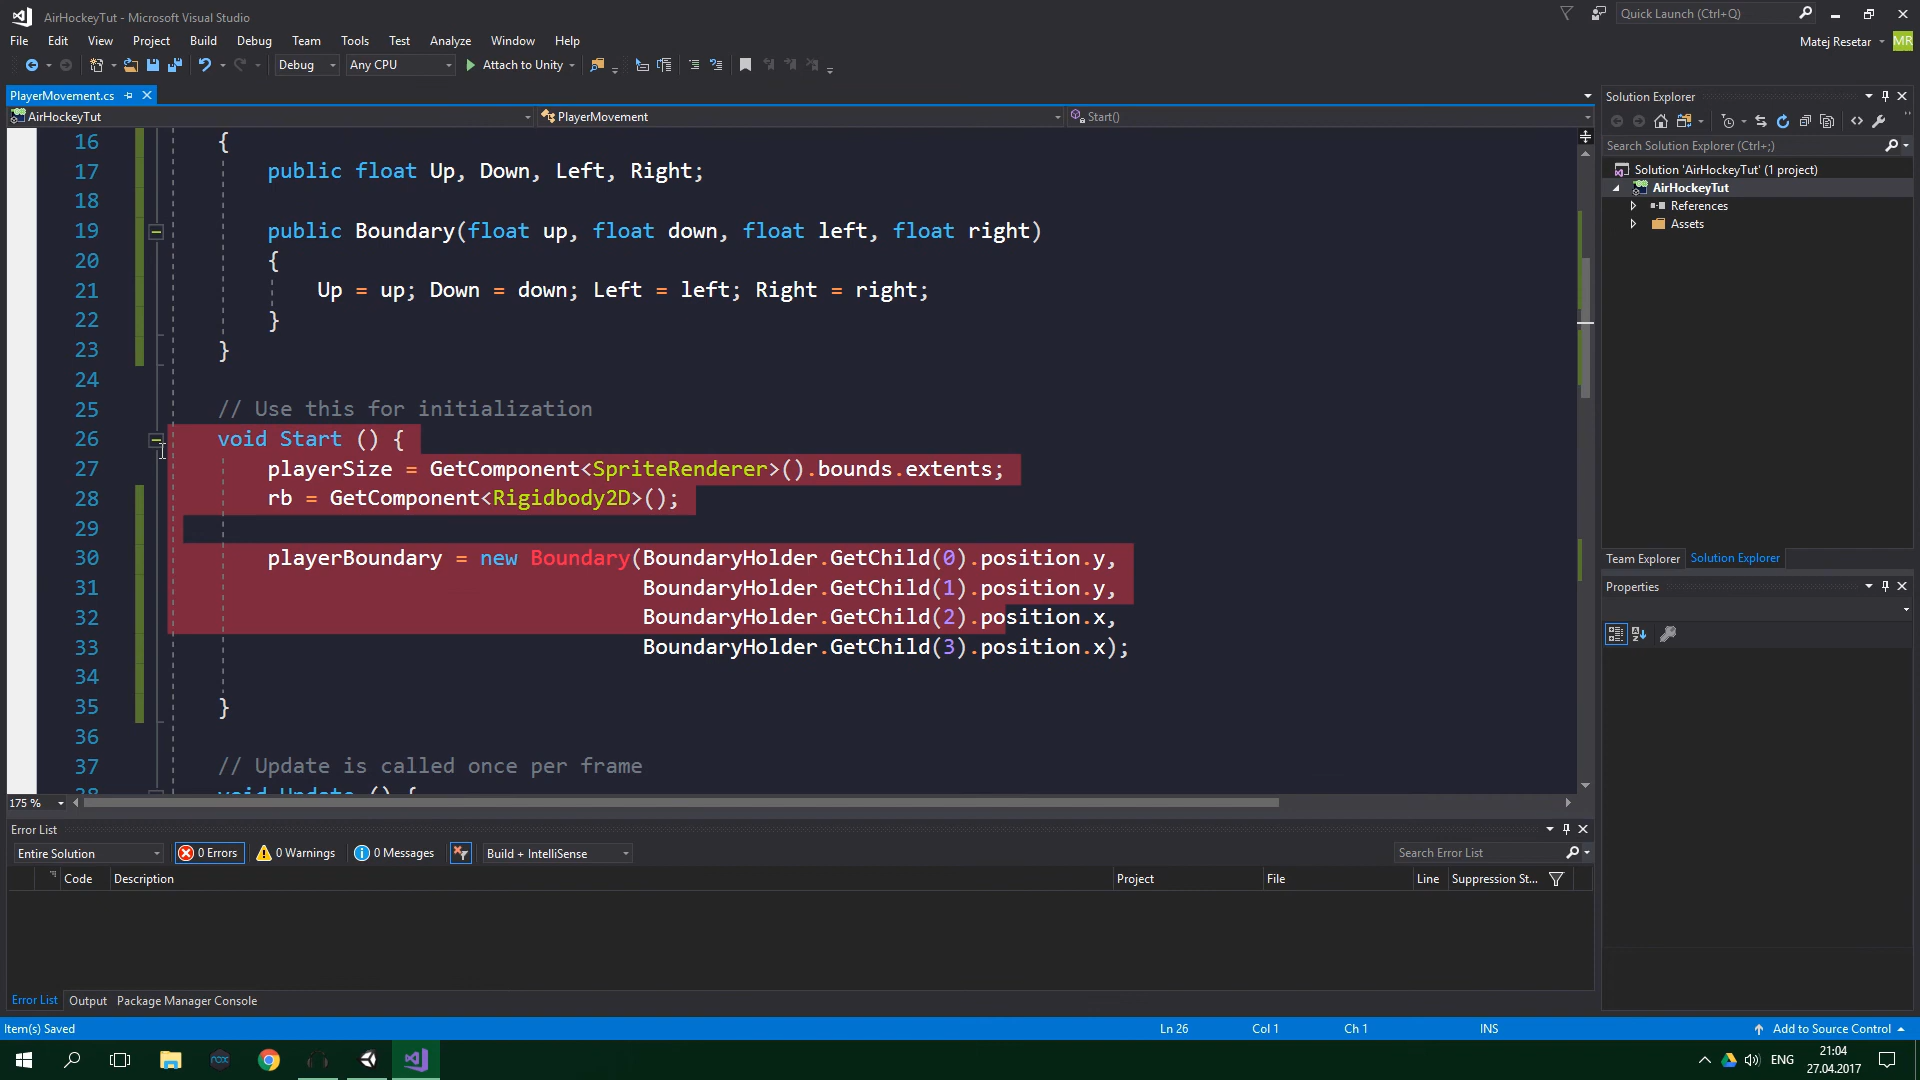 AirHockeyTut - Microsoft Visual Studio
Quick Launch (Ctrl+Q)
File Edit View Project Build Debug Team Tools Test Analyze Window Help
Matej Resetar MR
Debug Any CPU Attach to Unity
PlayerMovement.cs
AirHockeyTut PlayerMovement Start()
16 {
17 public float Up, Down, Left, Right;
18
19 public Boundary(float up, float down, float left, float right)
20 {
21 Up = up; Down = down; Left = left; Right = right;
22 }
23 }
24
25 // Use this for initialization
26 void Start () {
27 playerSize = GetComponent<SpriteRenderer>().bounds.extents;
28 rb = GetComponent<Rigidbody2D>();
29
30 playerBoundary = new Boundary(BoundaryHolder.GetChild(0).position.y,
31 BoundaryHolder.GetChild(1).position.y,
32 BoundaryHolder.GetChild(2).position.x,
33 BoundaryHolder.GetChild(3).position.x);
34
35 }
36
37 // Update is called once per frame
38 void Update () {
175 %
Solution Explorer
Search Solution Explorer (Ctrl+;)
Solution 'AirHockeyTut' (1 project)
AirHockeyTut
References
Assets
Team Explorer Solution Explorer
Properties
Error List
Entire Solution 0 Errors 0 Warnings 0 Messages Build + IntelliSense Search Error List
Code Description Project File Line Suppression St...
Error List Output Package Manager Console
Item(s) Saved Ln 26 Col 1 Ch 1 INS Add to Source Control
nox
ENG
21:04
27.04.2017